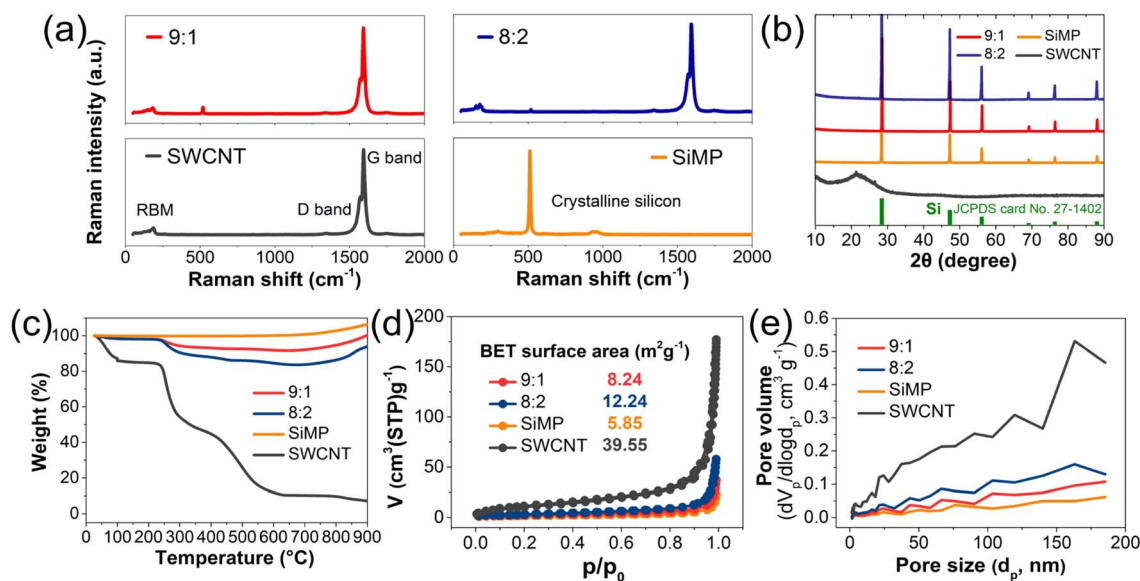 (a)
Raman intensity (a.u.)
9:1
8:2
SWCNT
G band
D band
RBM
SiMP
Crystalline silicon
0 500 1000 1500 2000
Raman shift (cm⁻¹)
0 500 1000 1500 2000
Raman shift (cm⁻¹)
(b)
9:1 SiMP
8:2 SWCNT
Si JCPDS card No. 27-1402
10 20 30 40 50 60 70 80 90
2θ (degree)
(c)
Weight (%)
100
80
60
40
20
0
9:1
8:2
SiMP
SWCNT
0 100 200 300 400 500 600 700 800 900
Temperature (°C)
(d)
V (cm³(STP)g⁻¹)
200
150
100
50
0
BET surface area (m²g⁻¹)
9:1 8.24
8:2 12.24
SiMP 5.85
SWCNT 39.55
0.0 0.2 0.4 0.6 0.8 1.0
p/p₀
(e)
Pore volume
(dVₚ/dlogdₚ, cm³ g⁻¹)
0.6
0.5
0.4
0.3
0.2
0.1
0.0
9:1
8:2
SiMP
SWCNT
0 50 100 150 200
Pore size (dₚ, nm)